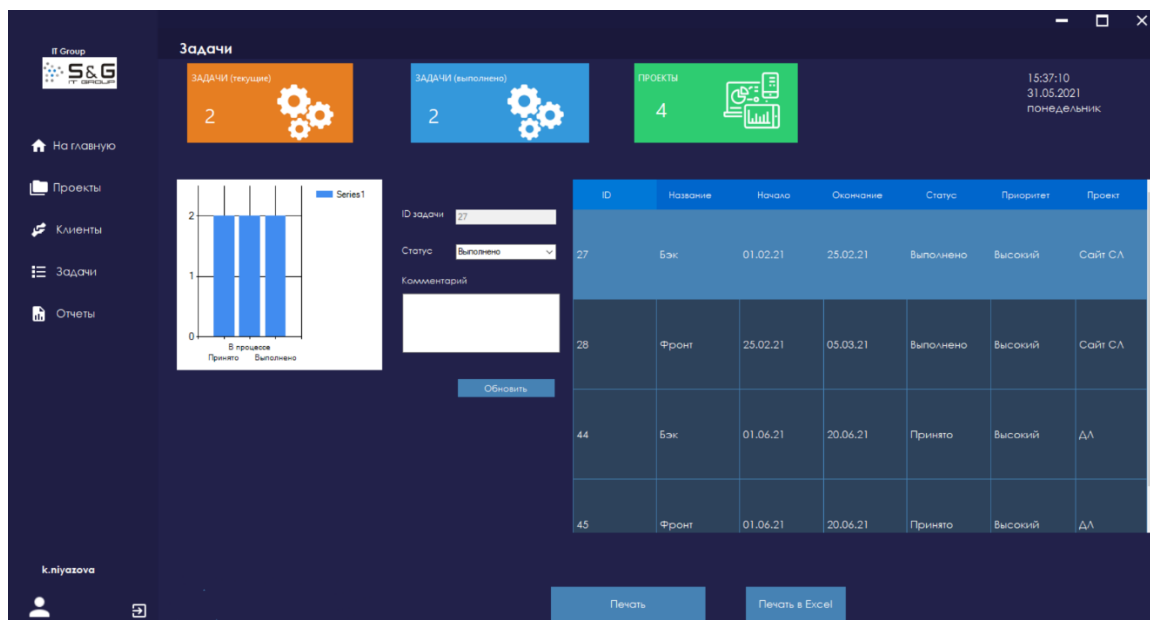 IT Group
S&G
IT GROUP
На главную
Проекты
Клиенты
Задачи
Отчеты
k.niyazova
Задачи
ЗАДАЧИ (текущие)
2
ЗАДАЧИ (выполнено)
2
ПРОЕКТЫ
4
15:37:10
31.05.2021
понедельник
Series1
2
1
0
В процессе
Принято Выполнено
ID задачи 27
Статус Выполнено
Комментарий
Обновить
ID Название Начало Окончание Статус Приоритет Проект
27 Бэк 01.02.21 25.02.21 Выполнено Высокий Сайт СЛ
28 Фронт 25.02.21 05.03.21 Выполнено Высокий Сайт СЛ
44 Бэк 01.06.21 20.06.21 Принято Высокий ДЛ
45 Фронт 01.06.21 20.06.21 Принято Высокий ДЛ
Печать
Печать в Excel